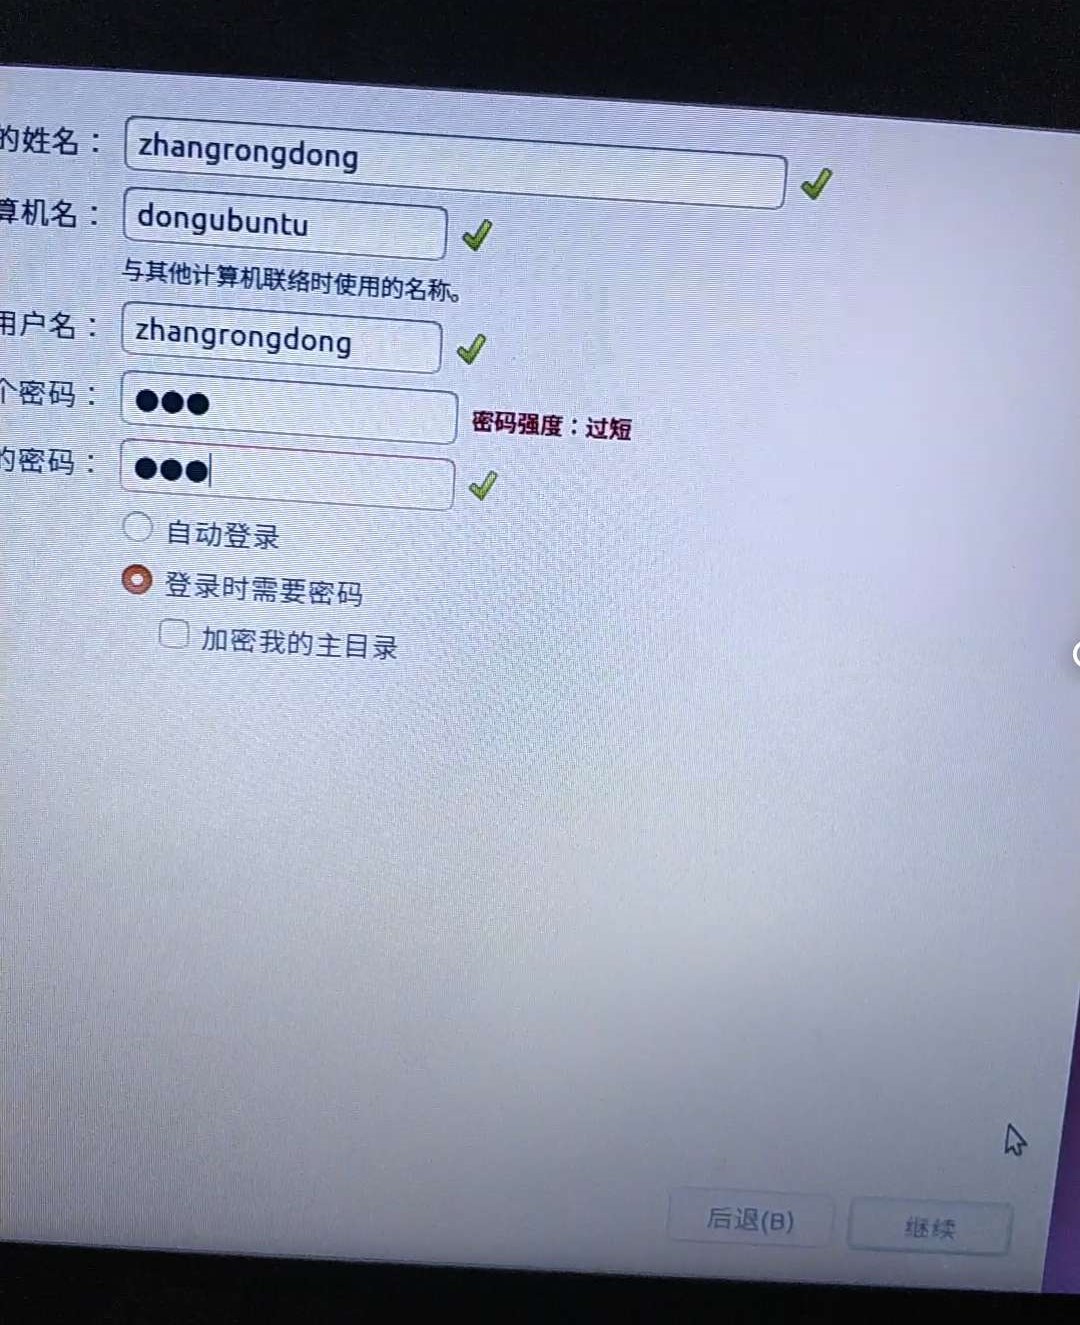 的姓名： zhangrongdong
算机名： dongubuntu
与其他计算机联络时使用的名称。
用户名： zhangrongdong
个密码： ●●● 密码强度：过短
的密码： ●●●
自动登录
登录时需要密码
加密我的主目录
后退(B) 继续